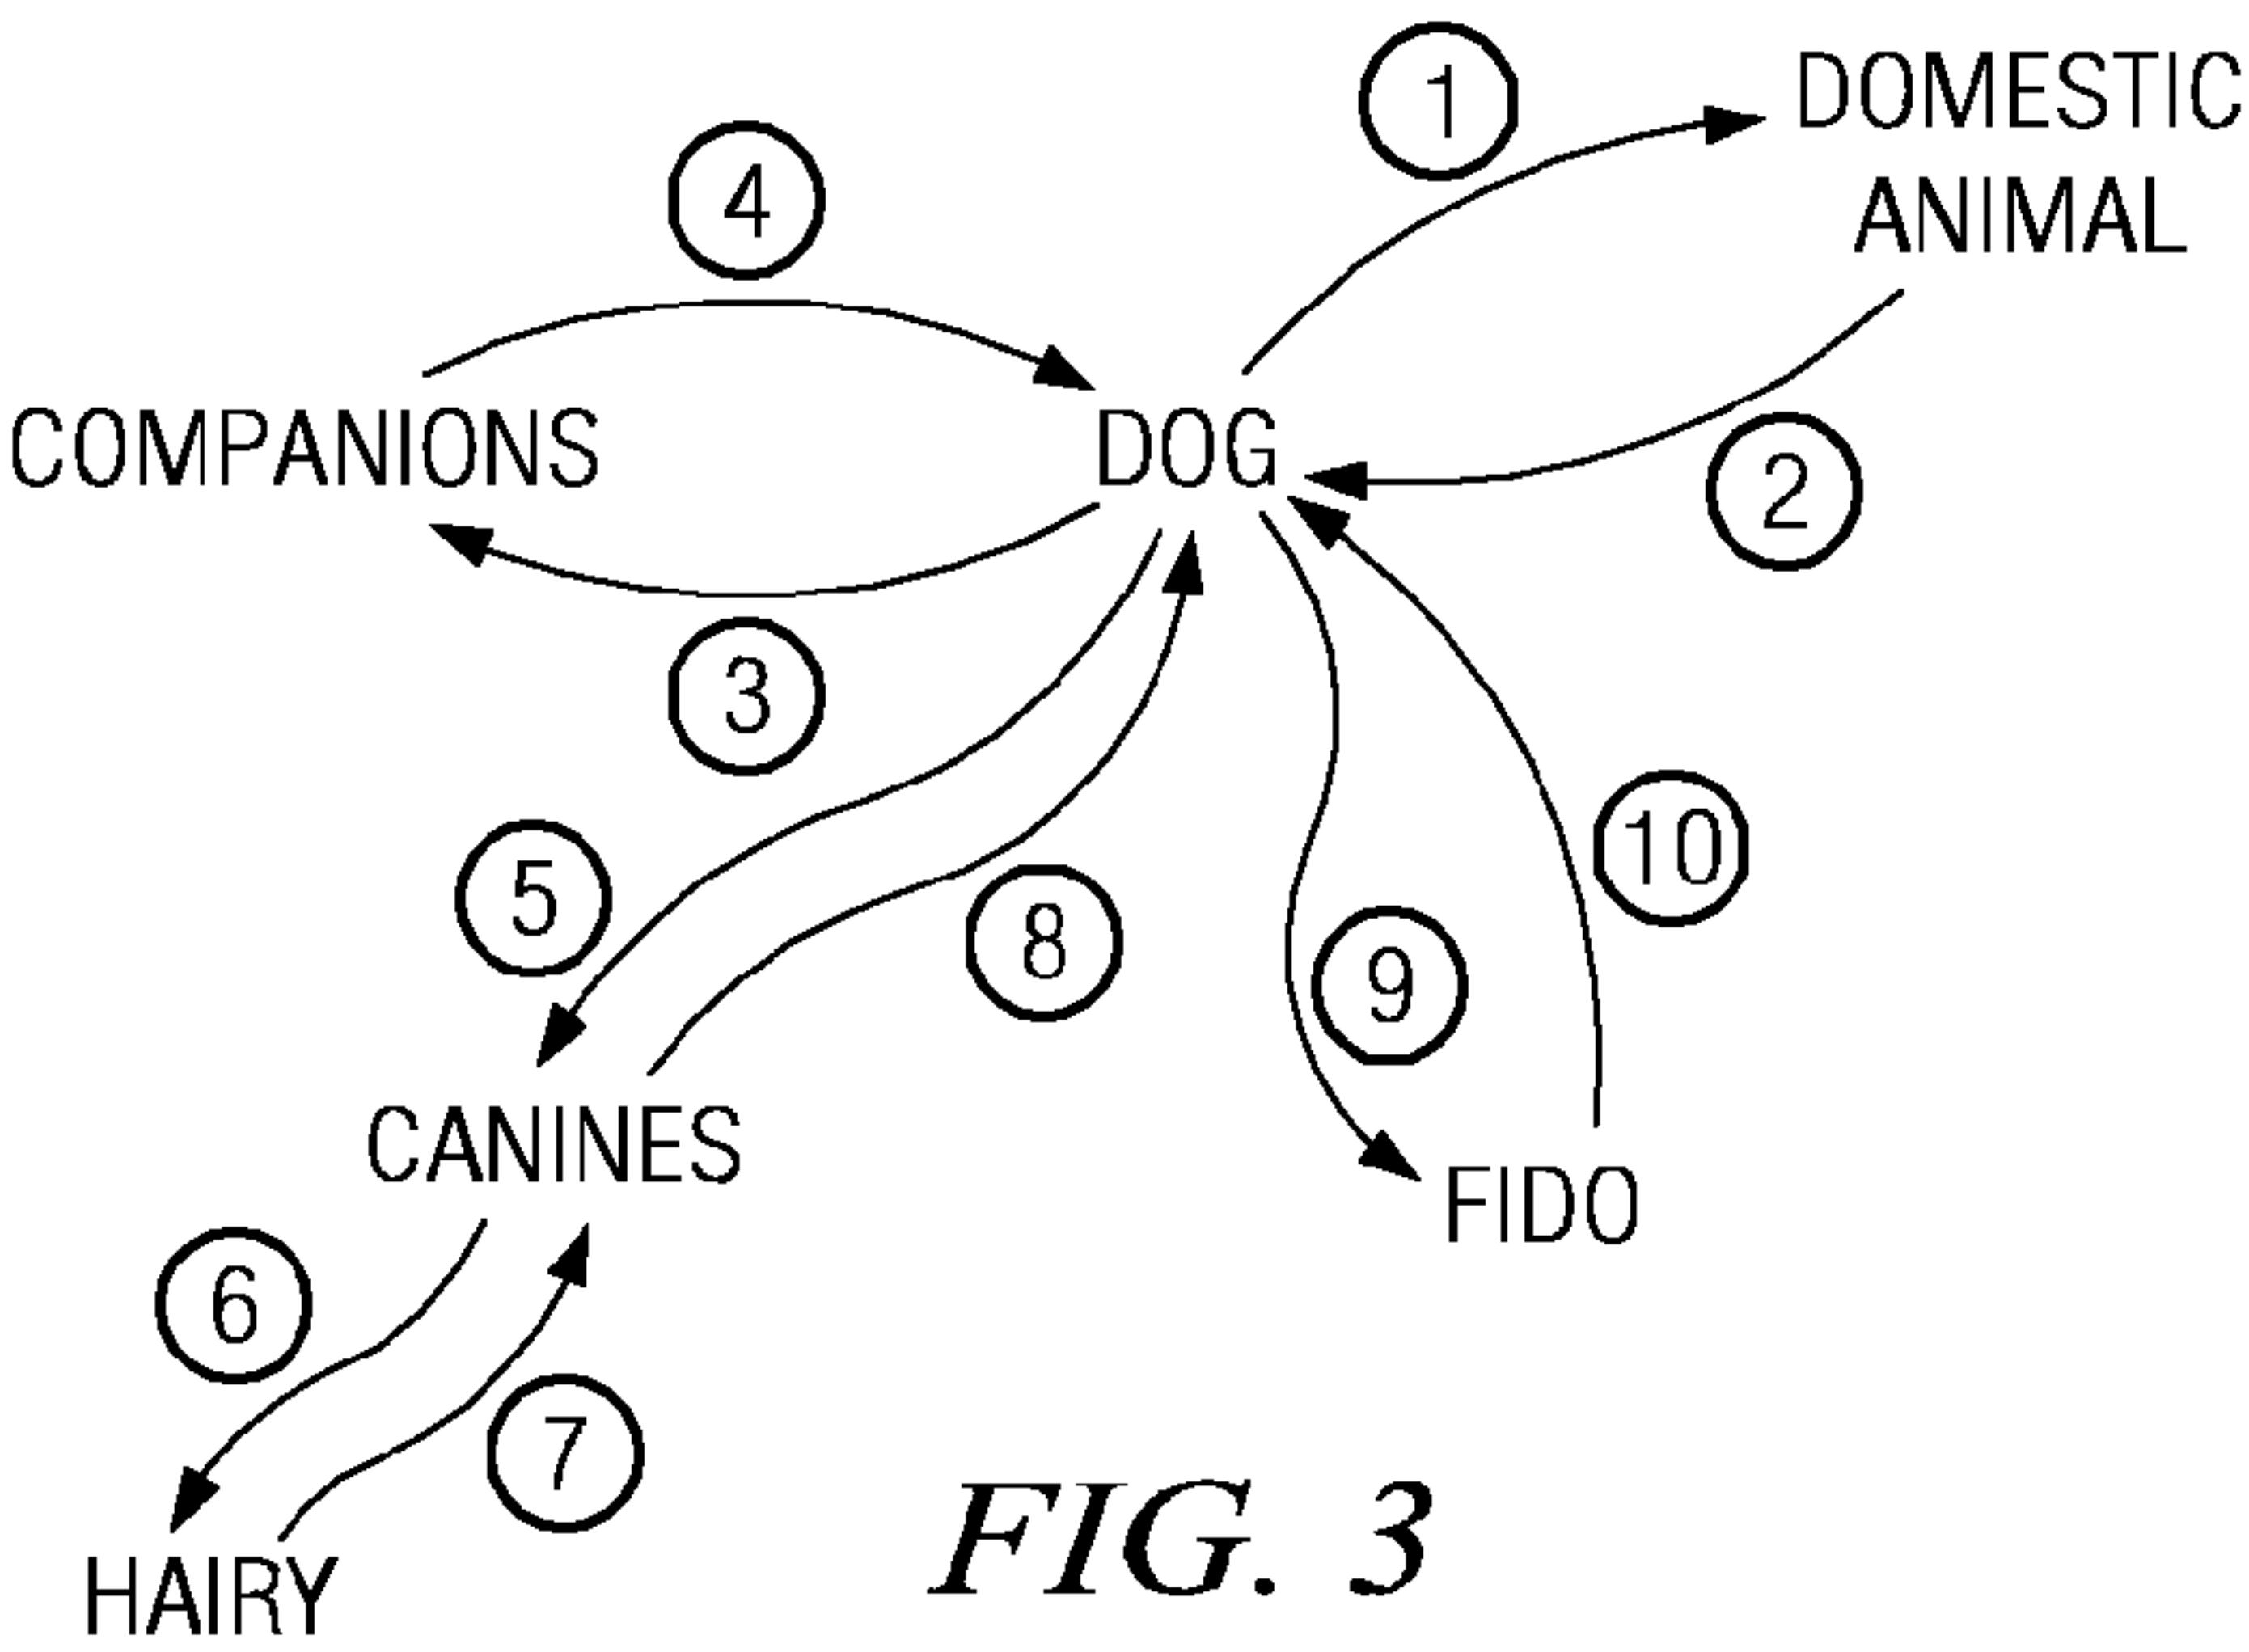 1
DOMESTIC
ANIMAL
4
COMPANIONS
DOG
2
3
5
8
10
9
CANINES
FIDO
6
7
HAIRY
FIG. 3